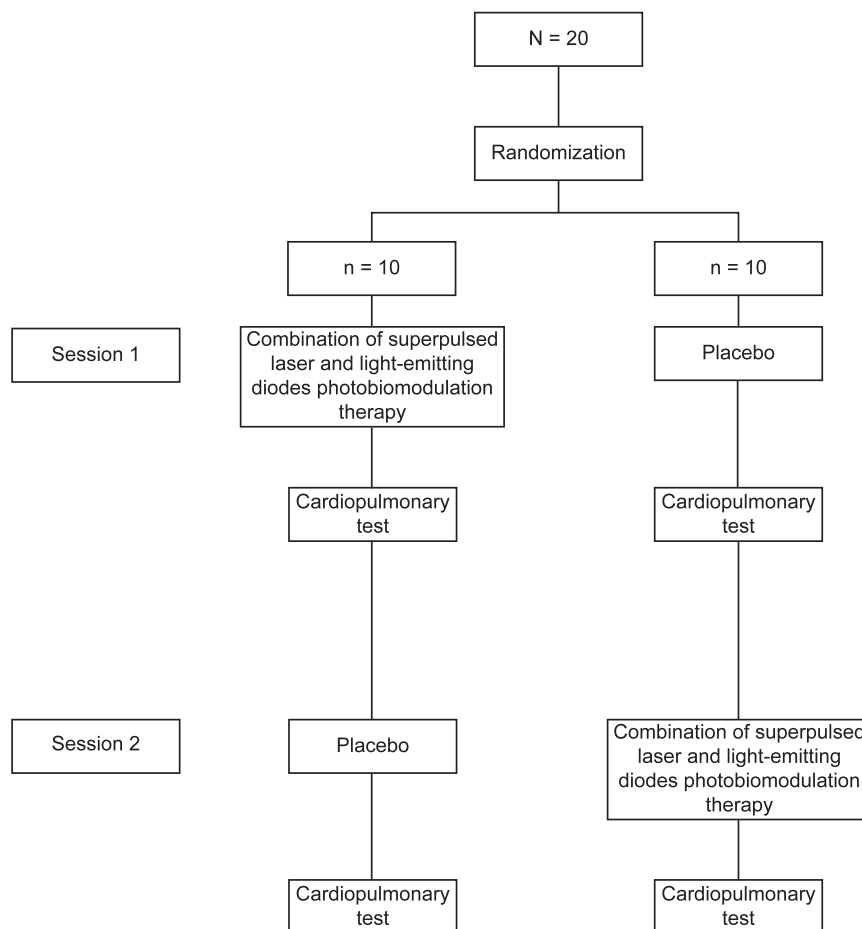 N = 20
Randomization
n = 10
n = 10
Session 1
Combination of superpulsed
laser and light-emitting
diodes photobiomodulation
therapy
Placebo
Cardiopulmonary
test
Cardiopulmonary
test
Session 2
Placebo
Combination of superpulsed
laser and light-emitting
diodes photobiomodulation
therapy
Cardiopulmonary
test
Cardiopulmonary
test